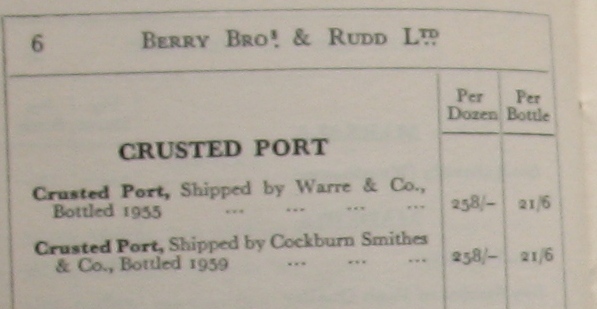 6 BERRY BROS. & RUDD LTD.
Per Dozen Per Bottle
CRUSTED PORT
Crusted Port, Shipped by Warre & Co.,
Bottled 1955 ... ... ... ... 258/- 21/6
Crusted Port, Shipped by Cockburn Smithes
& Co., Bottled 1959 ... ... ... 258/- 21/6